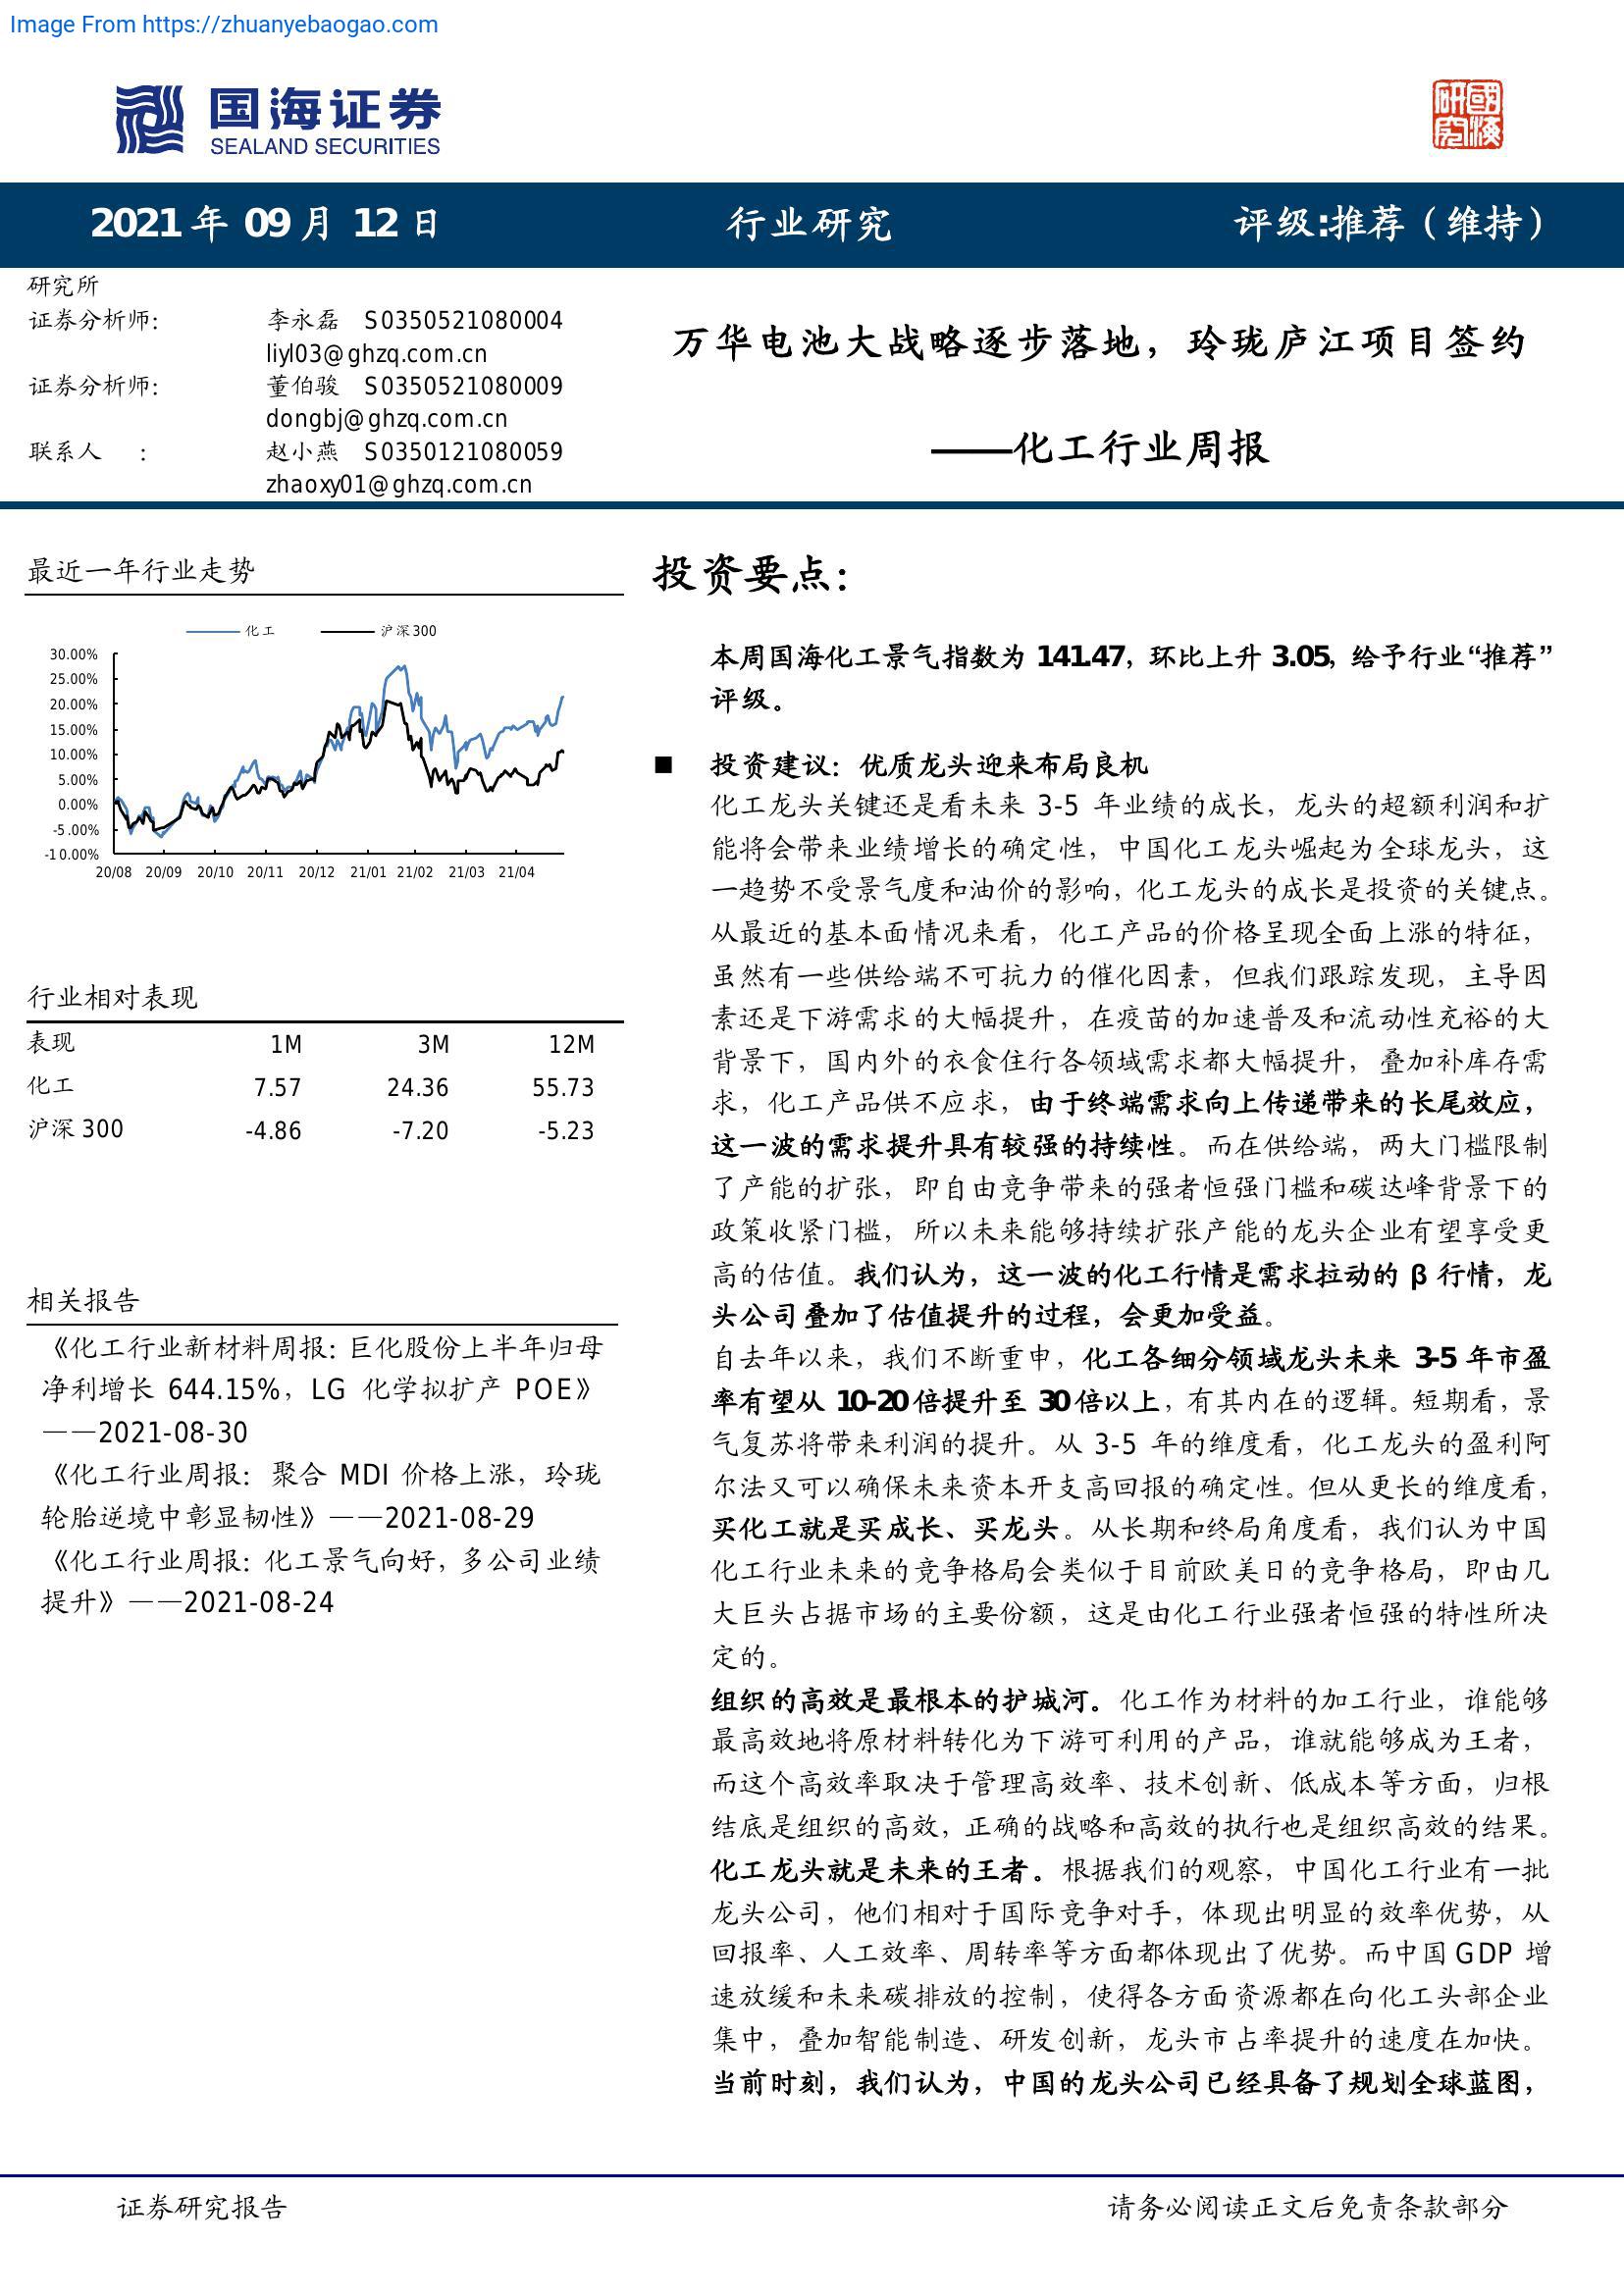 Image From https://zhuanyebaogao.com
国海证券
SEALAND SECURITIES
國海
研究
2021 年 09 月 12 日 行业研究 评级:推荐（维持）
研究所
证券分析师： 李永磊 S0350521080004
liyl03@ghzq.com.cn
证券分析师： 董伯骏 S0350521080009
dongbj@ghzq.com.cn
联系人 ： 赵小燕 S0350121080059
zhaoxy01@ghzq.com.cn
万华电池大战略逐步落地，玲珑庐江项目签约
——化工行业周报
最近一年行业走势
化工 沪深300
30.00%
25.00%
20.00%
15.00%
10.00%
5.00%
0.00%
-5.00%
-10.00%
20/08 20/09 20/10 20/11 20/12 21/01 21/02 21/03 21/04
行业相对表现
表现 1M 3M 12M
化工 7.57 24.36 55.73
沪深 300 -4.86 -7.20 -5.23
相关报告
《化工行业新材料周报：巨化股份上半年归母
净利增长 644.15%，LG 化学拟扩产 POE》
——2021-08-30
《化工行业周报：聚合 MDI 价格上涨，玲珑
轮胎逆境中彰显韧性》——2021-08-29
《化工行业周报：化工景气向好，多公司业绩
提升》——2021-08-24
投资要点：
本周国海化工景气指数为 141.47，环比上升 3.05，给予行业“推荐”
评级。
■ 投资建议：优质龙头迎来布局良机
化工龙头关键还是看未来 3-5 年业绩的成长，龙头的超额利润和扩
能将会带来业绩增长的确定性，中国化工龙头崛起为全球龙头，这
一趋势不受景气度和油价的影响，化工龙头的成长是投资的关键点。
从最近的基本面情况来看，化工产品的价格呈现全面上涨的特征，
虽然有一些供给端不可抗力的催化因素，但我们跟踪发现，主导因
素还是下游需求的大幅提升，在疫苗的加速普及和流动性充裕的大
背景下，国内外的衣食住行各领域需求都大幅提升，叠加补库存需
求，化工产品供不应求，由于终端需求向上传递带来的长尾效应，
这一波的需求提升具有较强的持续性。而在供给端，两大门槛限制
了产能的扩张，即自由竞争带来的强者恒强门槛和碳达峰背景下的
政策收紧门槛，所以未来能够持续扩张产能的龙头企业有望享受更
高的估值。我们认为，这一波的化工行情是需求拉动的 β 行情，龙
头公司叠加了估值提升的过程，会更加受益。
自去年以来，我们不断重申，化工各细分领域龙头未来 3-5 年市盈
率有望从 10-20 倍提升至 30 倍以上，有其内在的逻辑。短期看，景
气复苏将带来利润的提升。从 3-5 年的维度看，化工龙头的盈利阿
尔法又可以确保未来资本开支高回报的确定性。但从更长的维度看，
买化工就是买成长、买龙头。从长期和终局角度看，我们认为中国
化工行业未来的竞争格局会类似于目前欧美日的竞争格局，即由几
大巨头占据市场的主要份额，这是由化工行业强者恒强的特性所决
定的。
组织的高效是最根本的护城河。化工作为材料的加工行业，谁能够
最高效地将原材料转化为下游可利用的产品，谁就能够成为王者，
而这个高效率取决于管理高效率、技术创新、低成本等方面，归根
结底是组织的高效，正确的战略和高效的执行也是组织高效的结果。
化工龙头就是未来的王者。根据我们的观察，中国化工行业有一批
龙头公司，他们相对于国际竞争对手，体现出明显的效率优势，从
回报率、人工效率、周转率等方面都体现出了优势。而中国 GDP 增
速放缓和未来碳排放的控制，使得各方面资源都在向化工头部企业
集中，叠加智能制造、研发创新，龙头市占率提升的速度在加快。
当前时刻，我们认为，中国的龙头公司已经具备了规划全球蓝图，
证券研究报告 请务必阅读正文后免责条款部分